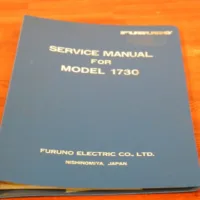 FURUNO
SERVICE MANUAL
FOR
MODEL 1730
FURUNO ELECTRIC CO., LTD.
NISHINOMIYA, JAPAN